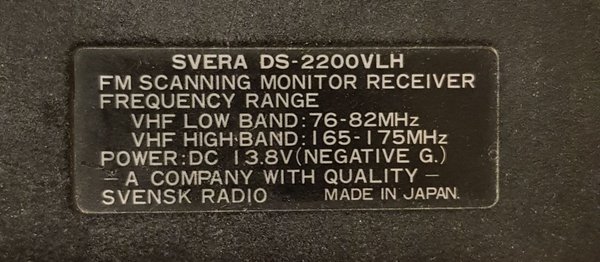 SVERA DS-2200VLH
FM SCANNING MONITOR RECEIVER
FREQUENCY RANGE
VHF LOW BAND:76-82MHz
VHF HIGH BAND:165-175MHz
POWER:DC 13.8V(NEGATIVE G.)
— A COMPANY WITH QUALITY —
SVENSK RADIO MADE IN JAPAN.